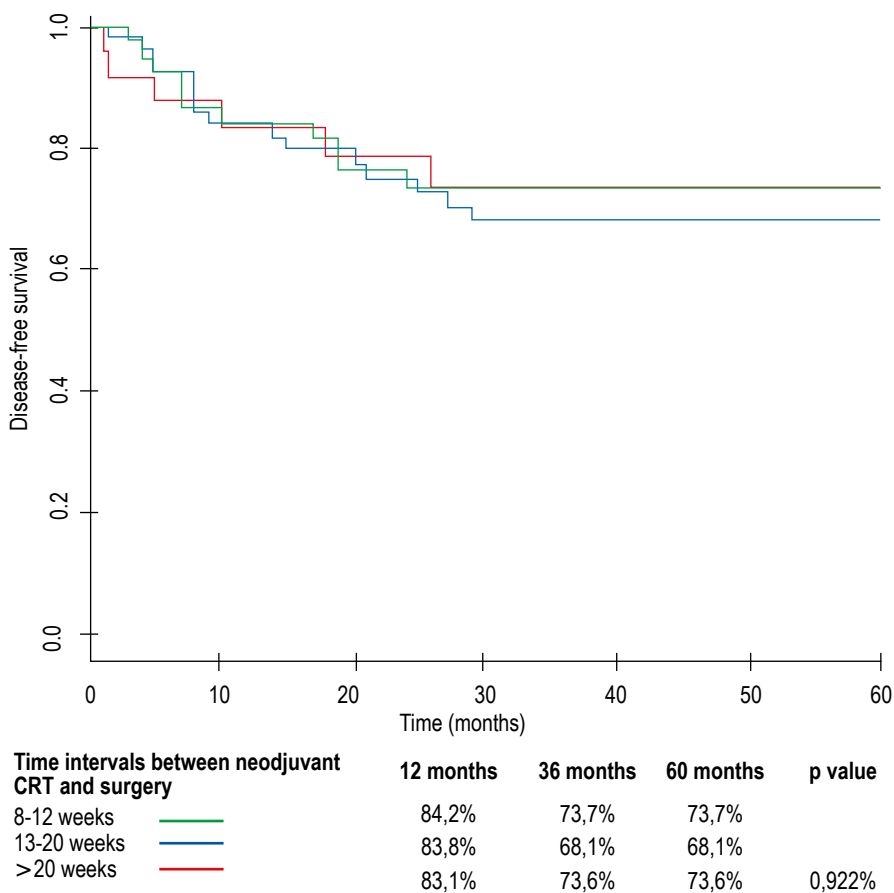 1.0
0.8
0.6
0.4
0.2
0.0
Disease-free survival
0 10 20 30 40 50 60
Time (months)
Time intervals between neodjuvant CRT and surgery 12 months 36 months 60 months p value
8-12 weeks 84,2% 73,7% 73,7%
13-20 weeks 83,8% 68,1% 68,1%
>20 weeks 83,1% 73,6% 73,6% 0,922%